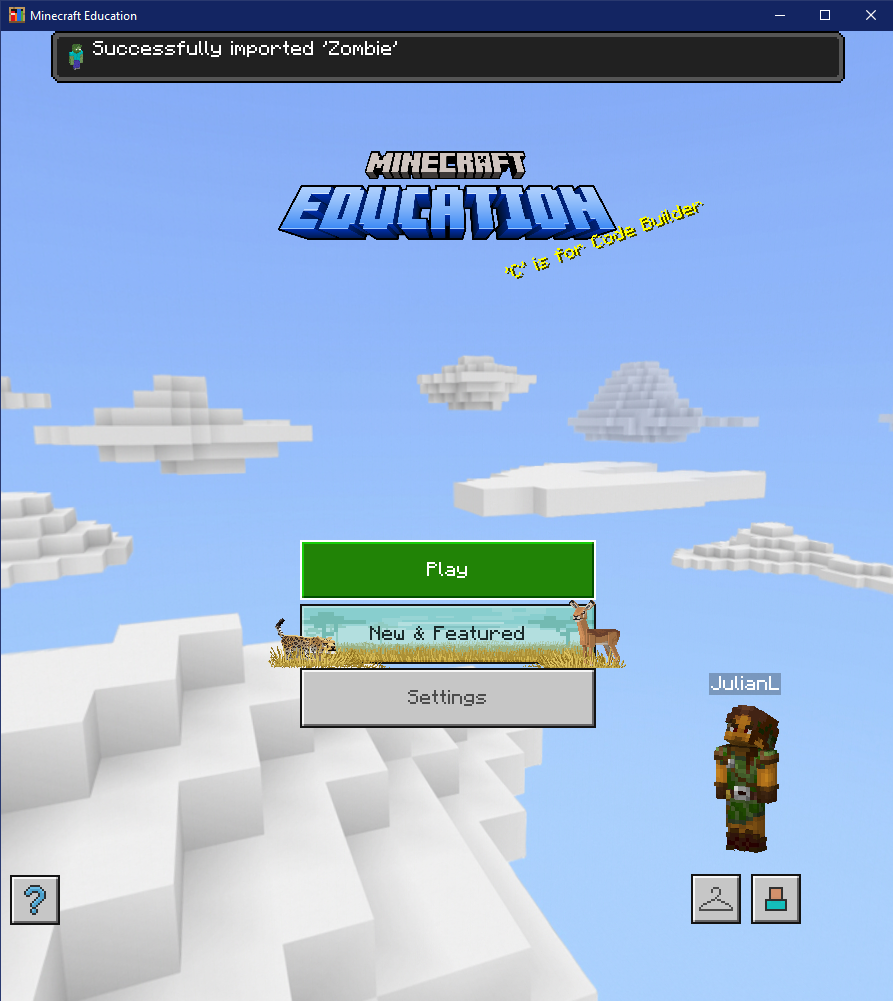 Minecraft Education
Successfully imported 'Zombie'
MINECRAFT
EDUCATION
'C' is for Code Builder
Play
New & Featured
Settings
JulianL
?